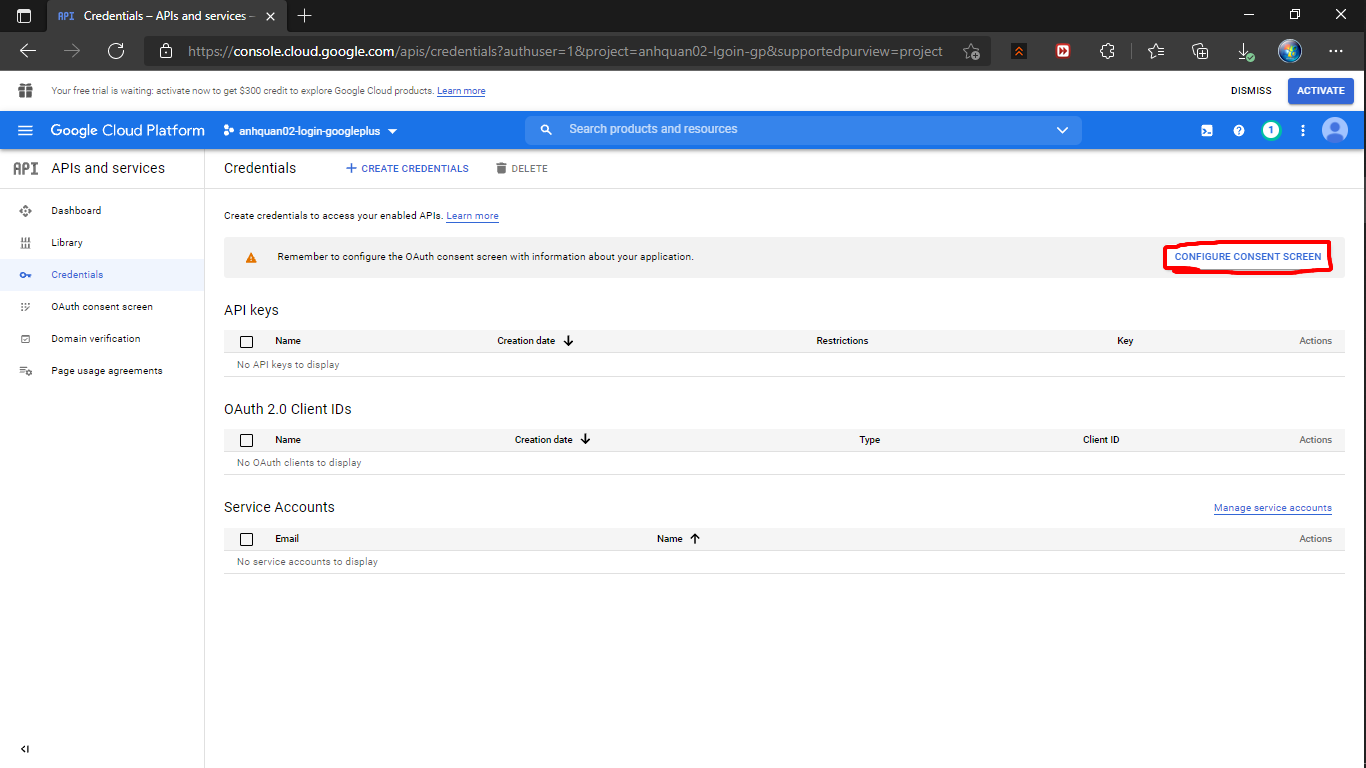 API Credentials – APIs and services –
https://console.cloud.google.com/apis/credentials?authuser=1&project=anhquan02-lgoin-gp&supportedpurview=project
Your free trial is waiting: activate now to get $300 credit to explore Google Cloud products. Learn more DISMISS ACTIVATE
Google Cloud Platform anhquan02-login-googleplus Search products and resources 1
API APIs and services Credentials CREATE CREDENTIALS DELETE
Dashboard
Library
Credentials
OAuth consent screen
Domain verification
Page usage agreements
Create credentials to access your enabled APIs. Learn more
Remember to configure the OAuth consent screen with information about your application. CONFIGURE CONSENT SCREEN
API keys
Name Creation date Restrictions Key Actions
No API keys to display
OAuth 2.0 Client IDs
Name Creation date Type Client ID Actions
No OAuth clients to display
Service Accounts Manage service accounts
Email Name Actions
No service accounts to display